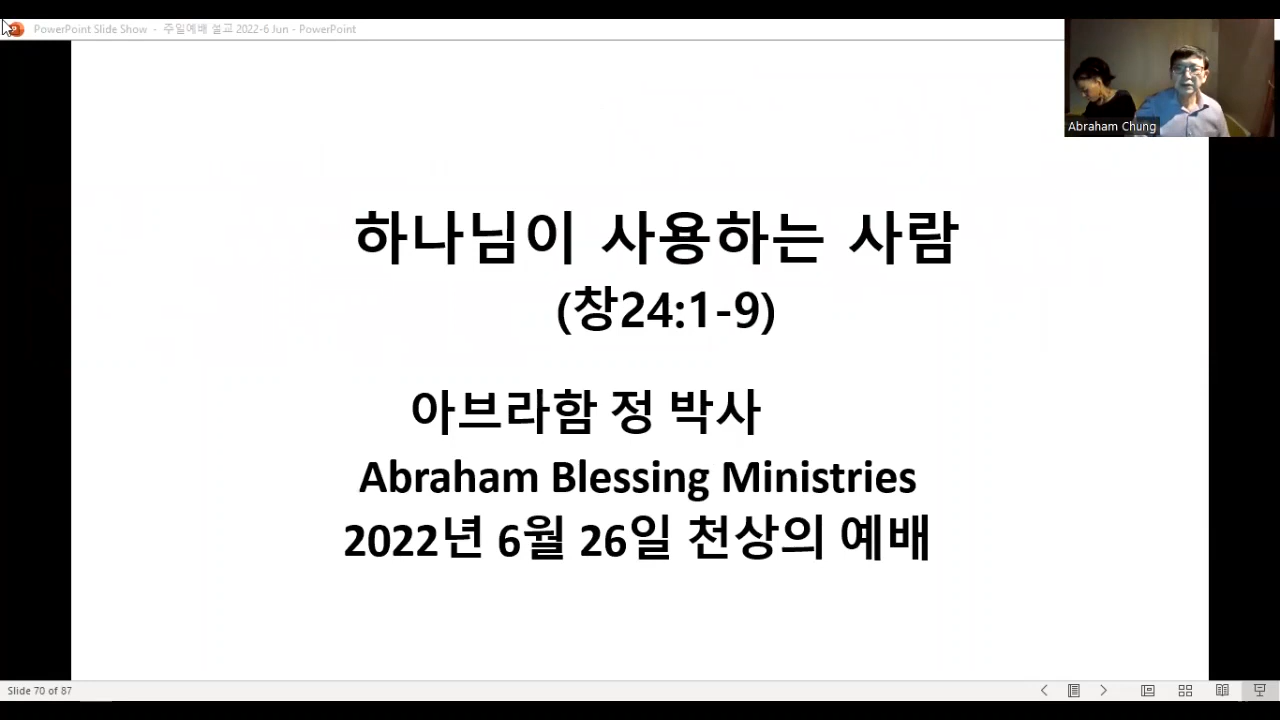 PowerPoint Slide Show - 주일예배 설교 2022-6 Jun - PowerPoint
Abraham Chung
하나님이 사용하는 사람
(창24:1-9)
아브라함 정 박사
Abraham Blessing Ministries
2022년 6월 26일 천상의 예배
Slide 70 of 87